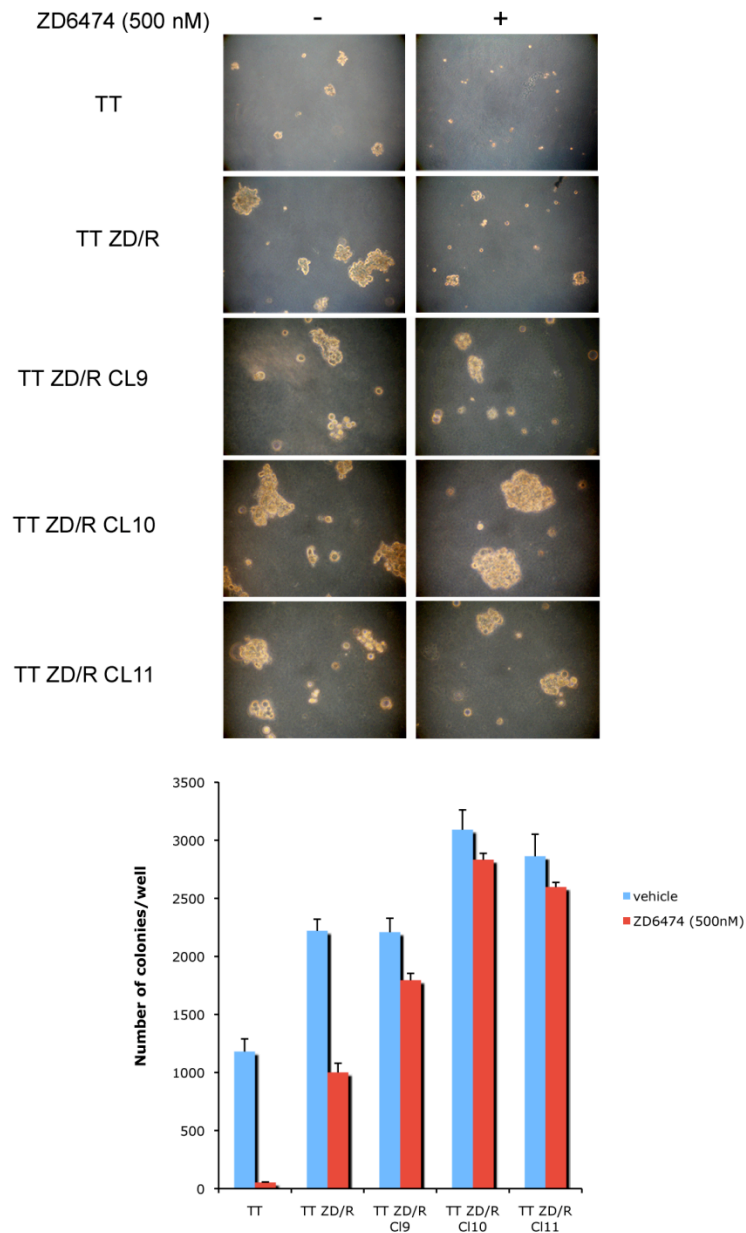 ZD6474 (500 nM) - +
TT
TT ZD/R
TT ZD/R CL9
TT ZD/R CL10
TT ZD/R CL11
3500
3000
2500
2000
1500
1000
500
0
Number of colonies/well
vehicle
ZD6474 (500nM)
TT TT ZD/R TT ZD/R TT ZD/R TT ZD/R
Cl9 Cl10 Cl11